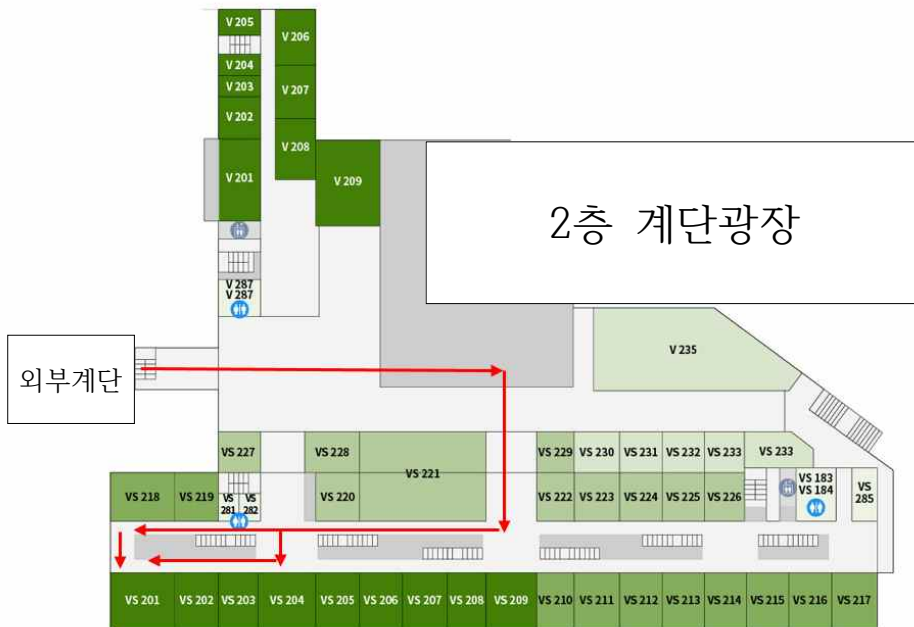 V 205
V 206
V 204
V 203
V 207
V 202
V 208
V 201
V 209
2층 계단광장
V 287
V 287
외부계단
V 235
VS 227
VS 228
VS 221
VS 229
VS 230
VS 231
VS 232
VS 233
VS 233
VS 218
VS 219
VS
281
VS
282
VS 220
VS 222
VS 223
VS 224
VS 225
VS 226
VS 183
VS 184
VS
285
VS 201
VS 202
VS 203
VS 204
VS 205
VS 206
VS 207
VS 208
VS 209
VS 210
VS 211
VS 212
VS 213
VS 214
VS 215
VS 216
VS 217